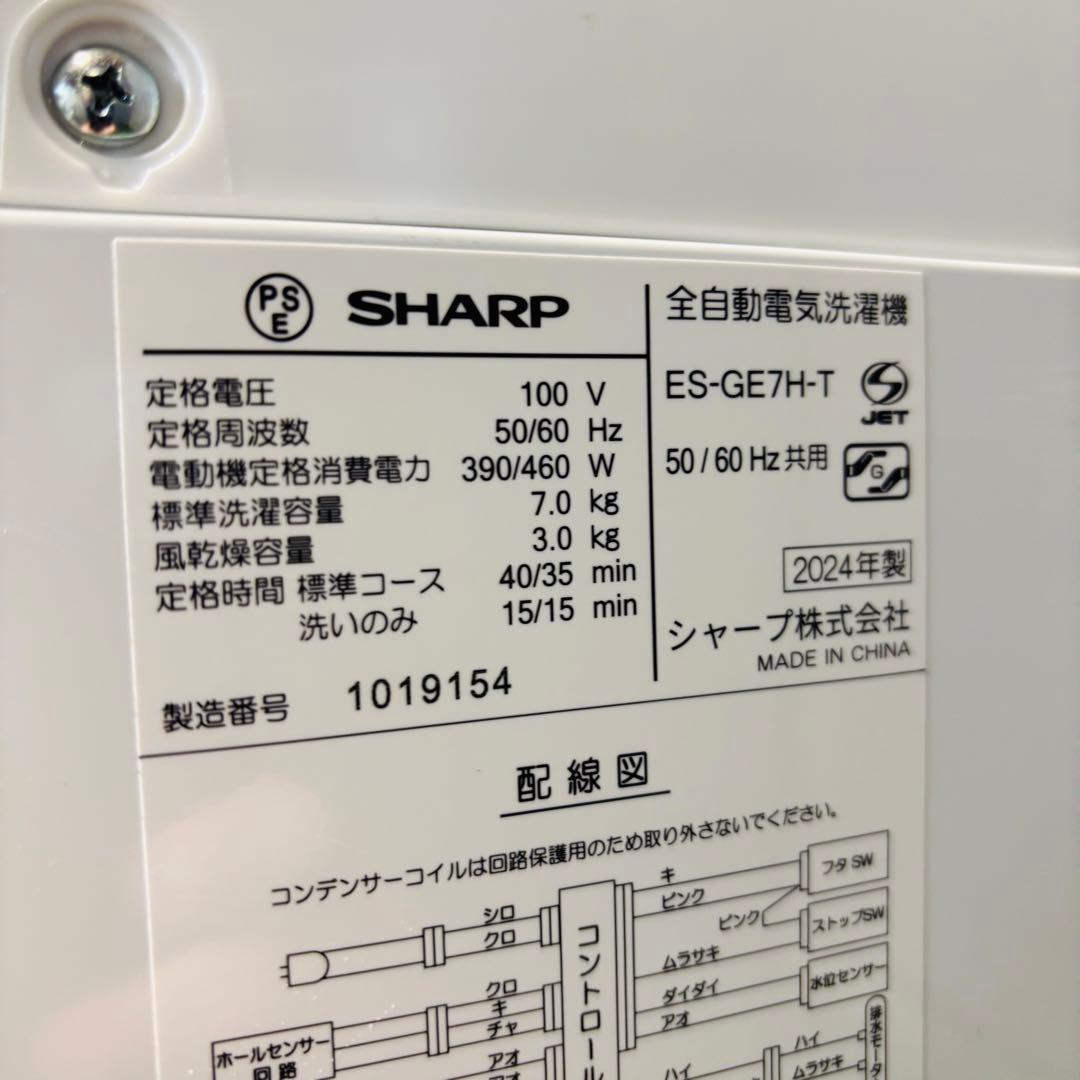 PSE SHARP
定格電圧 100 V
定格周波数 50/60 Hz
電動機定格消費電力 390/460 W
標準洗濯容量 7.0 kg
風乾燥容量 3.0 kg
定格時間 標準コース 40/35 min
洗いのみ 15/15 min
製造番号 1019154
全自動電気洗濯機
ES-GE7H-T
JET
50/60 Hz共用
G
2024年製
シャープ株式会社
MADE IN CHINA
配線図
コンデンサーコイルは回路保護用のため取り外さないでください。
シロ
クロ
クロ
キ
チャ
アオ
ホールセンサー
回路
コントロール
キ
ピンク
ピンク
ムラサキ
ダイダイ
アオ
ハイ
ハイ
ムラサキ
フタ SW
ストップSW
水位センサー
排水モータ